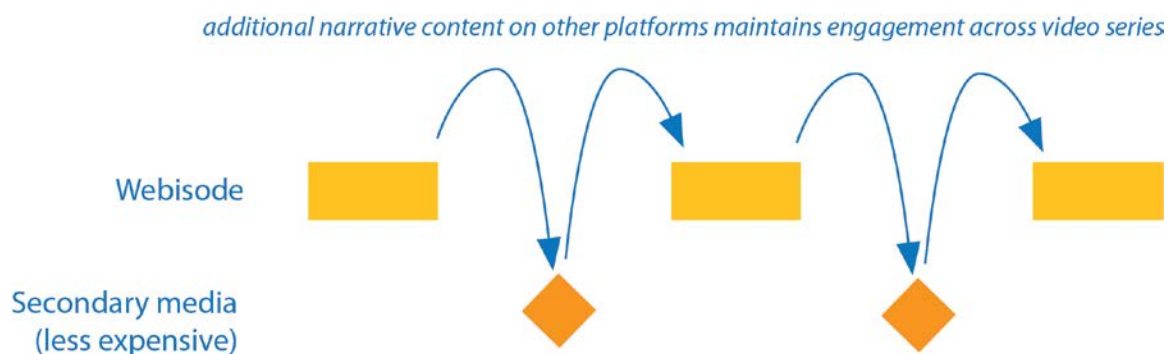 additional narrative content on other platforms maintains engagement across video series
Webisode
Secondary media
(less expensive)